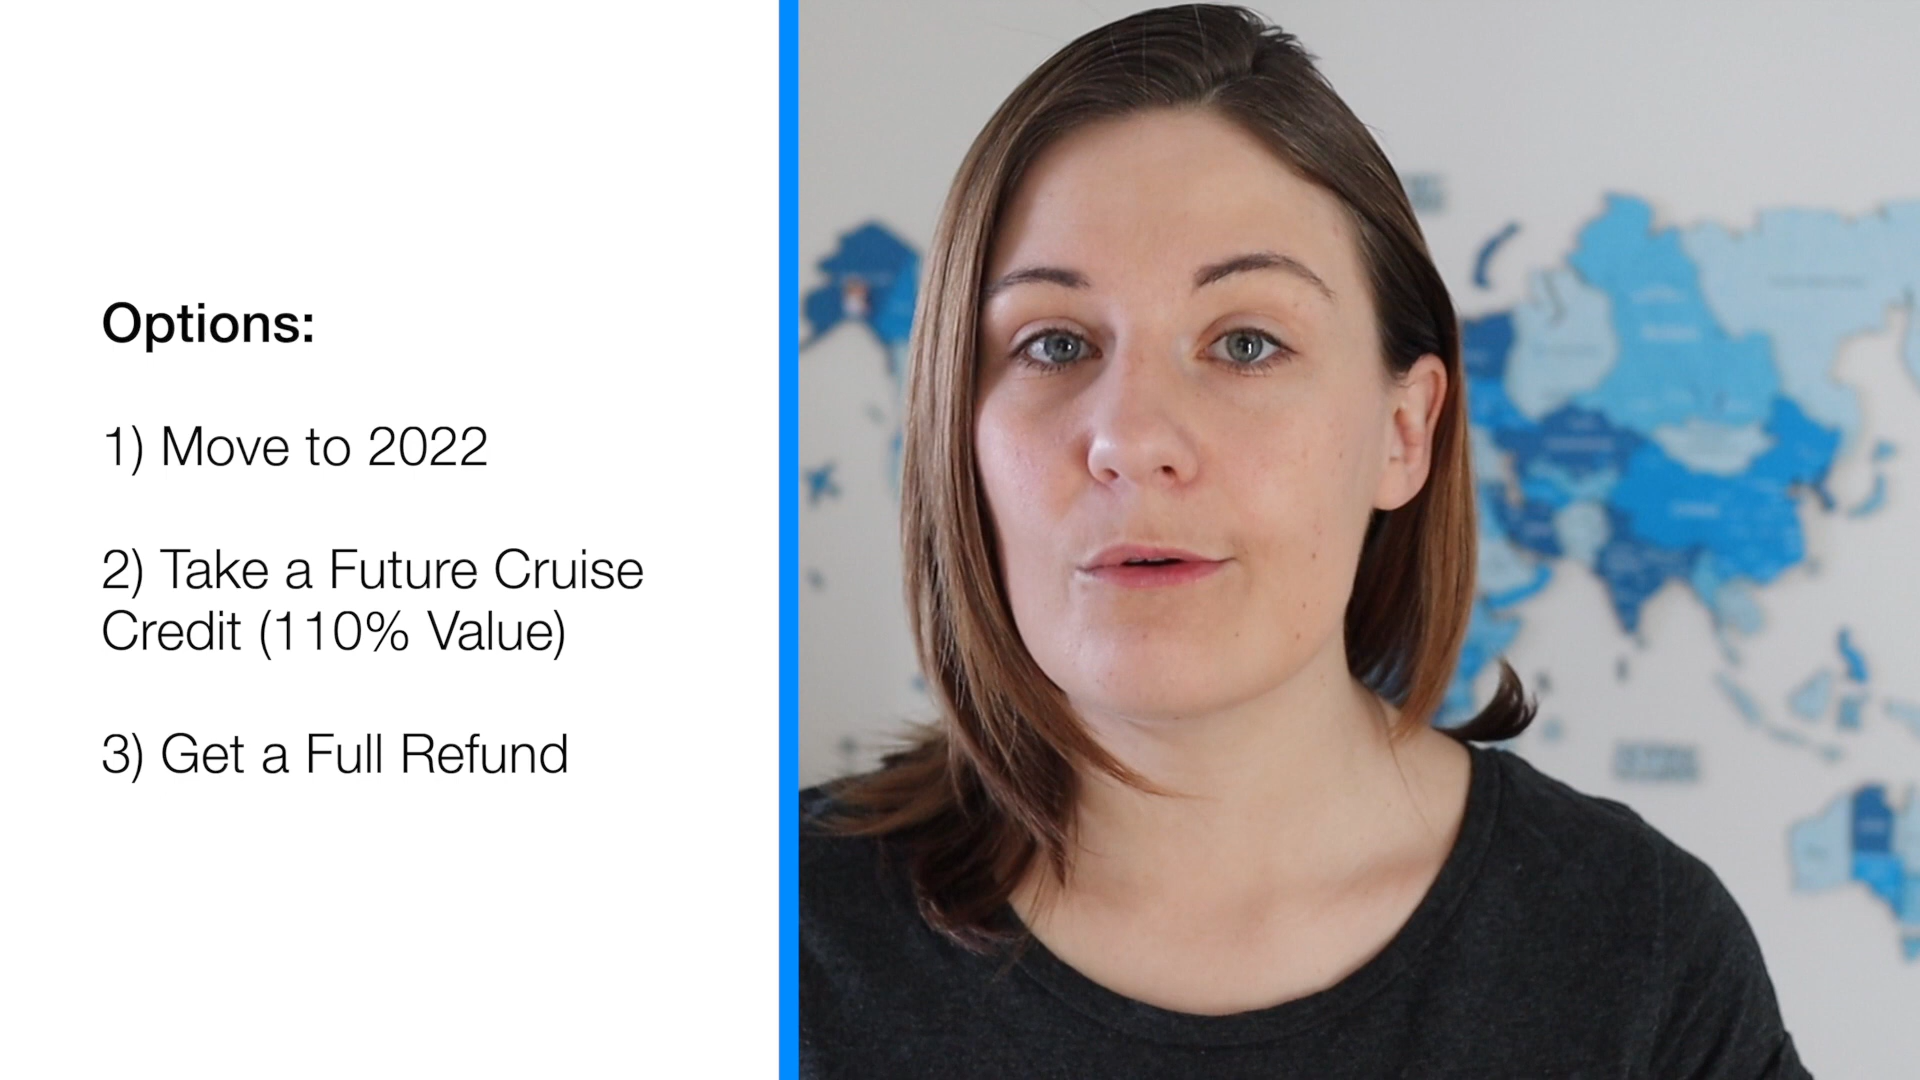 Options:
1) Move to 2022
2) Take a Future Cruise
Credit (110% Value)
3) Get a Full Refund